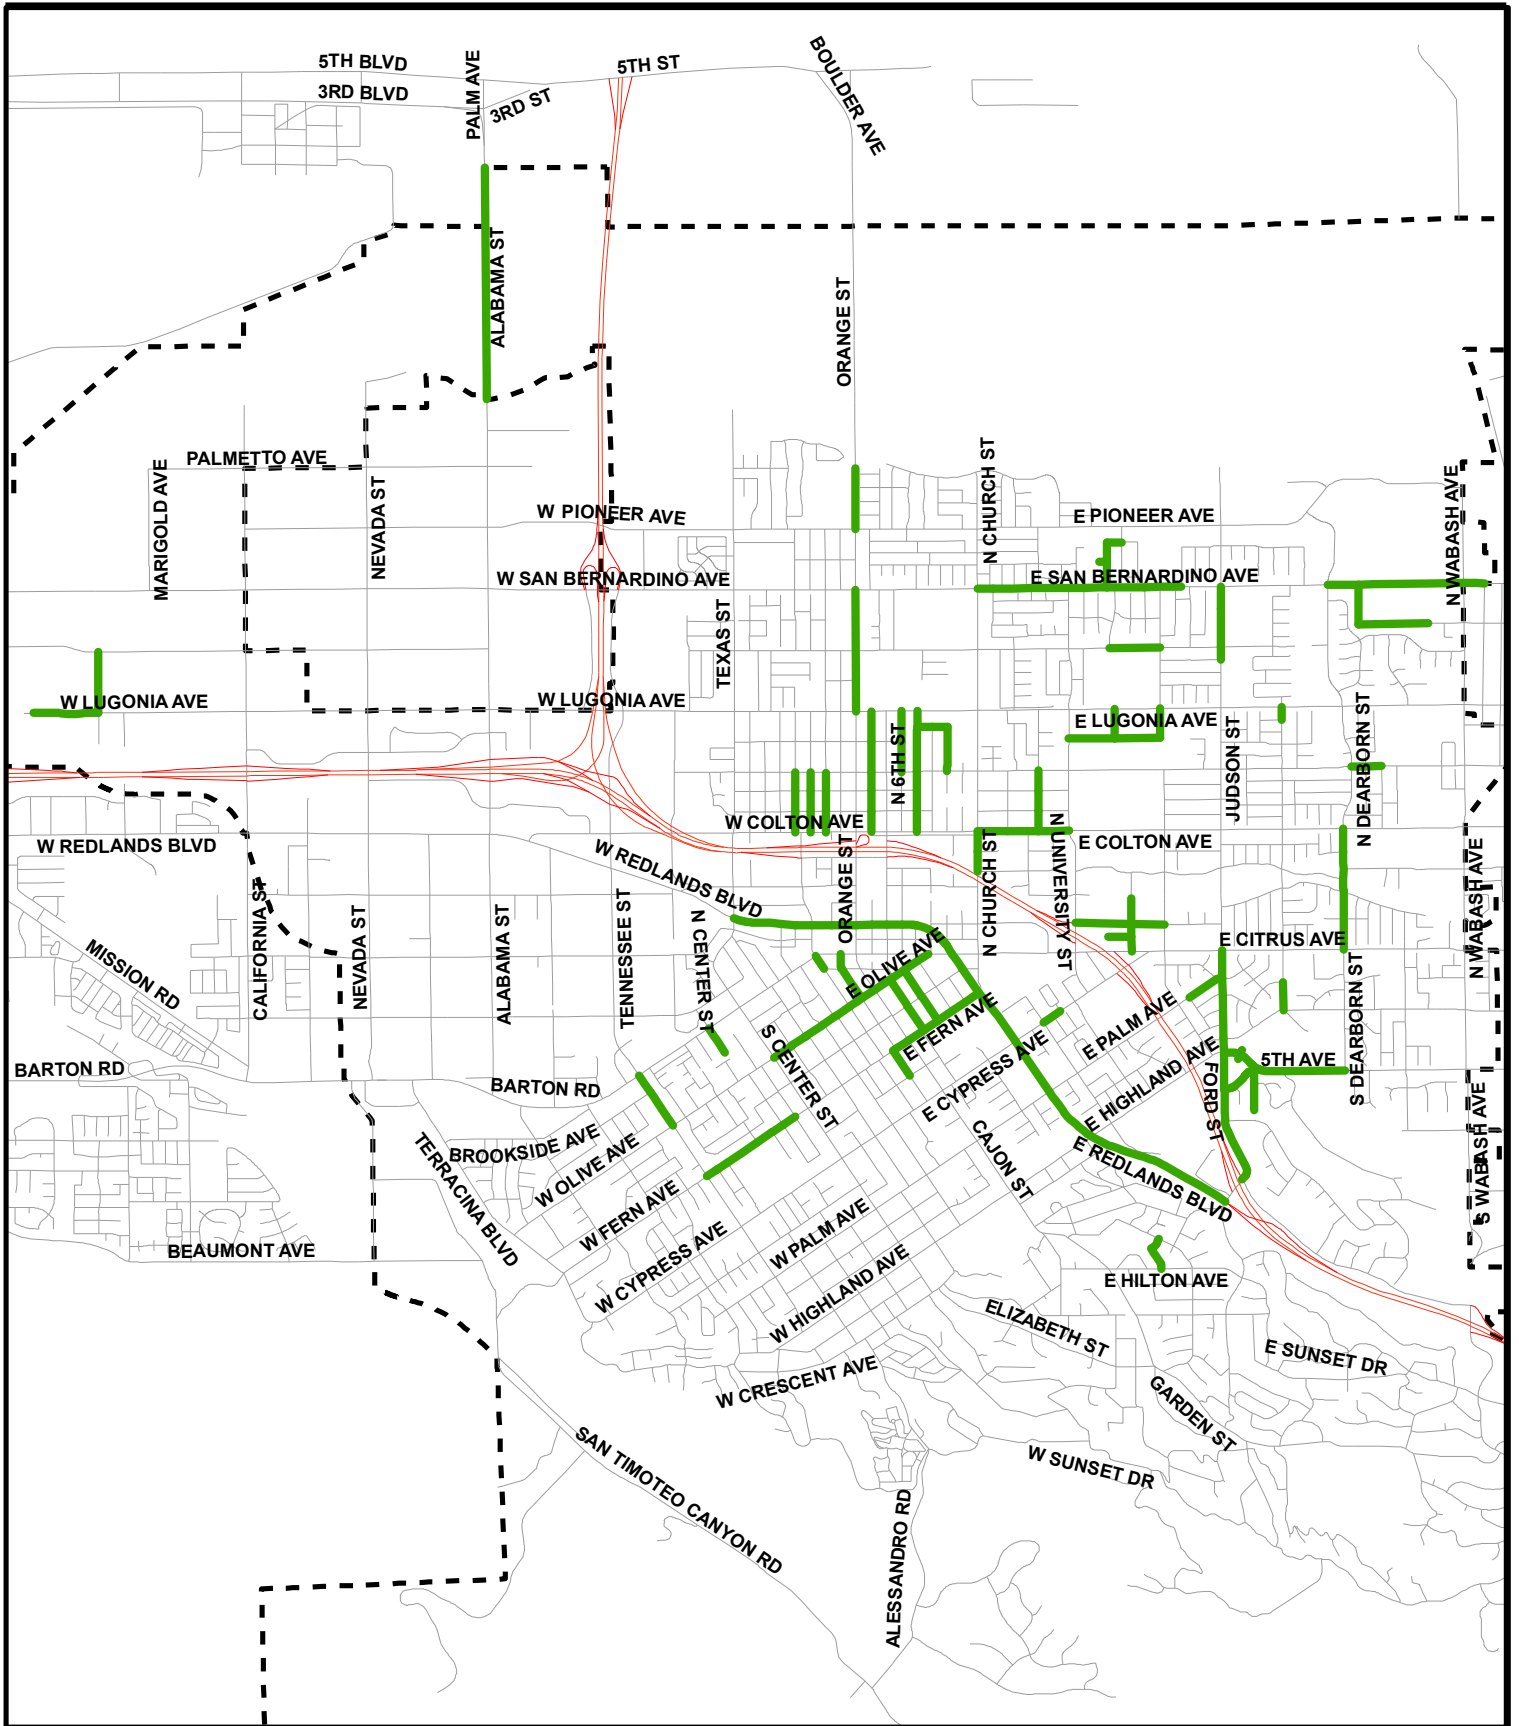 5TH BLVD
5TH ST
3RD BLVD
PALM AVE
3RD ST
BOULDER AVE
ALABAMA ST
ORANGE ST
PALMETTO AVE
MARIGOLD AVE
NEVADA ST
W PIONEER AVE
N CHURCH ST
E PIONEER AVE
N WABASH AVE
W SAN BERNARDINO AVE
E SAN BERNARDINO AVE
TEXAS ST
W LUGONIA AVE
W LUGONIA AVE
E LUGONIA AVE
JUDSON ST
N DEARBORN ST
N 6TH ST
W COLTON AVE
E COLTON AVE
W REDLANDS BLVD
W REDLANDS BLVD
ORANGE ST
N CHURCH ST
N UNIVERSITY ST
N WABASH AVE
CALIFORNIA ST
NEVADA ST
ALABAMA ST
TENNESSEE ST
N CENTER ST
E OLIVE AVE
E CITRUS AVE
MISSION RD
S CENTER ST
E FERN AVE
E PALM AVE
S DEARBORN ST
BARTON RD
BARTON RD
E CYPRESS AVE
E HIGHLAND AVE
FORD ST
5TH AVE
S WABASH AVE
BROOKSIDE AVE
TERRACINA BLVD
W OLIVE AVE
CAJON ST
E REDLANDS BLVD
W FERN AVE
W CYPRESS AVE
W PALM AVE
BEAUMONT AVE
W HIGHLAND AVE
E HILTON AVE
ELIZABETH ST
E SUNSET DR
W CRESCENT AVE
GARDEN ST
SAN TIMOTEO CANYON RD
W SUNSET DR
ALESSANDRO RD